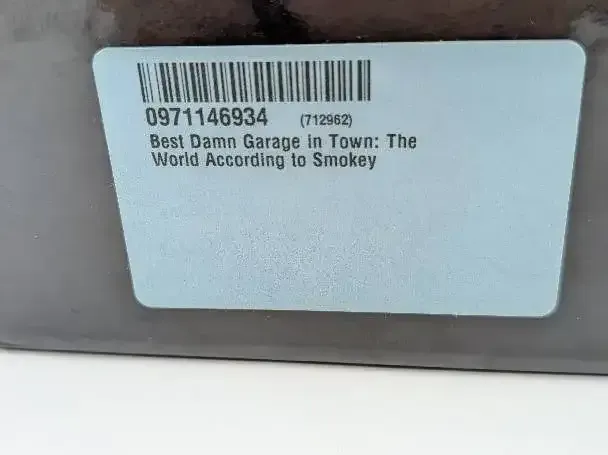 0971146934 (712962)
Best Damn Garage in Town: The
World According to Smokey